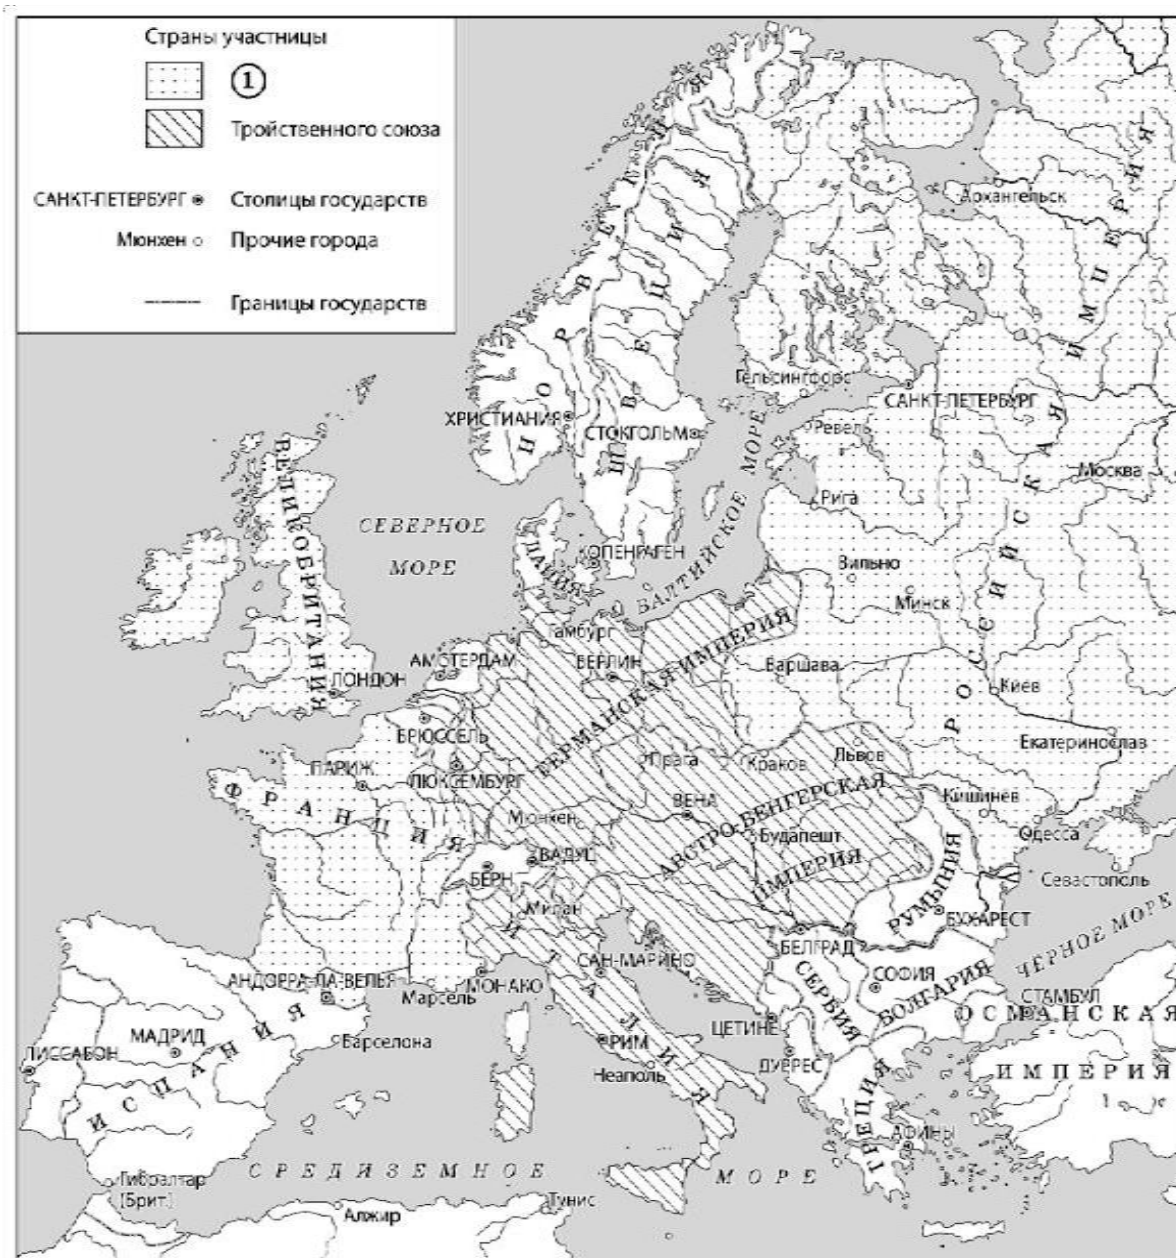 Страны участницы
①
Тройственного союза
САНКТ-ПЕТЕРБУРГ
Столицы государств
Мюнхен
Прочие города
Границы государств
НОРВЕГИЯ
ШВЕЦИЯ
Архангельск
РОССИЙСКАЯ ИМПЕРИЯ
Гельсингфорс
САНКТ-ПЕТЕРБУРГ
ХРИСТИАНИЯ
СТОКГОЛЬМ
Ревель
Москва
БАЛТИЙСКОЕ МОРЕ
Рига
ВЕЛИКОБРИТАНИЯ
СЕВЕРНОЕ
МОРЕ
ДАНИЯ
КОПЕНГАГЕН
Вильно
Минск
Гамбург
АМСТЕРДАМ
БЕРЛИН
ГЕРМАНСКАЯ ИМПЕРИЯ
Варшава
ЛОНДОН
Киев
БРЮССЕЛЬ
Екатеринослав
ПАРИЖ
ЛЮКСЕМБУРГ
Прага
Краков
Львов
ФРАНЦИЯ
Мюнхен
ВЕНА
АВСТРО-ВЕНГЕРСКАЯ
ИМПЕРИЯ
Будапешт
Кишинев
Одесса
ВАДУЦ
БЕРН
РУМЫНИЯ
Севастополь
Милан
БЕЛГРАД
БУХАРЕСТ
ЧЕРНОЕ МОРЕ
АНДОРРА-ЛА-ВЕЛЬЯ
Марсель
МОНАКО
САН-МАРИНО
ИТАЛИЯ
СЕРБИЯ
СОФИЯ
БОЛГАРИЯ
СТАМБУЛ
ОСМАНСКАЯ
ИМПЕРИЯ
МАДРИД
ЛИССАБОН
ИСПАНИЯ
Барселона
РИМ
Неаполь
ЦЕТИНЕ
ДУРРЕС
ГРЕЦИЯ
АФИНЫ
Гибралтар
(Брит.)
СРЕДИЗЕМНОЕ МОРЕ
Алжир
Тунис